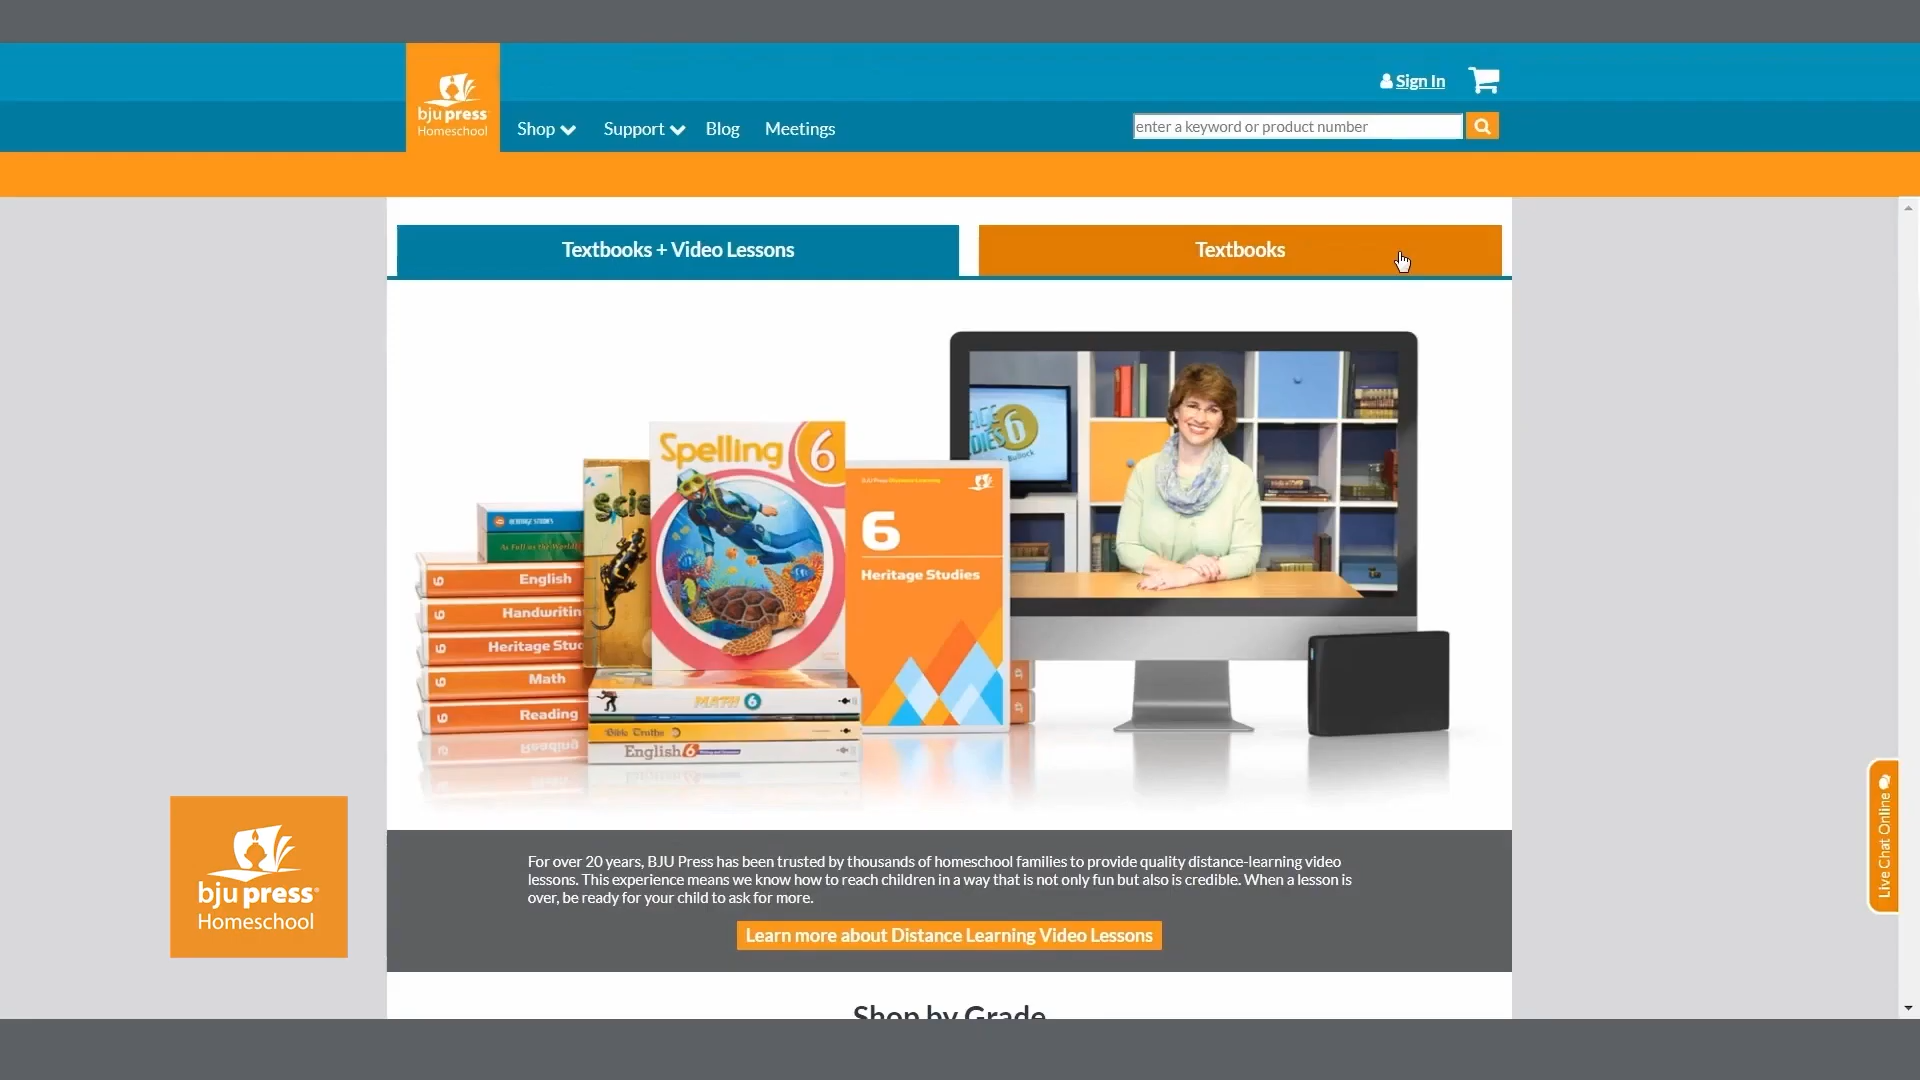 Sign In
bju press
Homeschool
Shop
Support
Blog
Meetings
enter a keyword or product number
Textbooks + Video Lessons
Textbooks
Spelling 6
HERITAGE STUDIES
English
Handwritin
Heritage Stud
Math
Reading
Scie
6
Heritage Studies
MATH 6
Bible Truths
English 6
For over 20 years, BJU Press has been trusted by thousands of homeschool families to provide quality distance-learning video
lessons. This experience means we know how to reach children in a way that is not only fun but also is credible. When a lesson is
over, be ready for your child to ask for more.
Learn more about Distance Learning Video Lessons
Live Chat Online
bju press
Homeschool
Shop by Grade